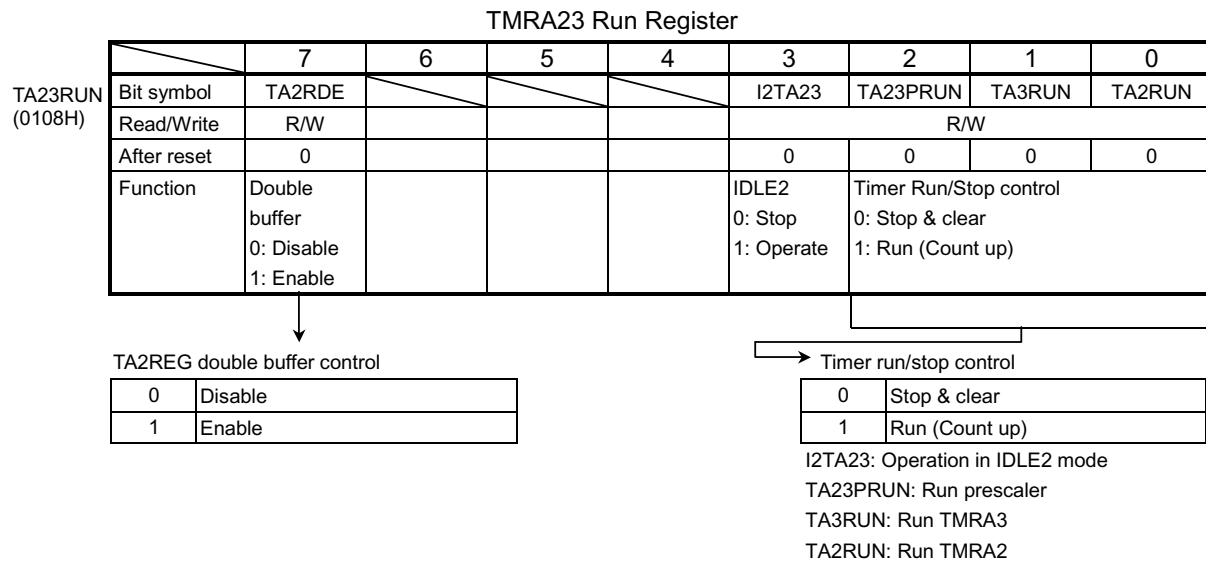 TMRA23 Run Register
7 6 5 4 3 2 1 0
TA23RUN
(0108H)
Bit symbol TA2RDE I2TA23 TA23PRUN TA3RUN TA2RUN
Read/Write R/W R/W
After reset 0 0 0 0 0
Function Double IDLE2 Timer Run/Stop control
buffer 0: Stop 0: Stop & clear
0: Disable 1: Operate 1: Run (Count up)
1: Enable
TA2REG double buffer control
0 Disable
1 Enable
Timer run/stop control
0 Stop & clear
1 Run (Count up)
I2TA23: Operation in IDLE2 mode
TA23PRUN: Run prescaler
TA3RUN: Run TMRA3
TA2RUN: Run TMRA2